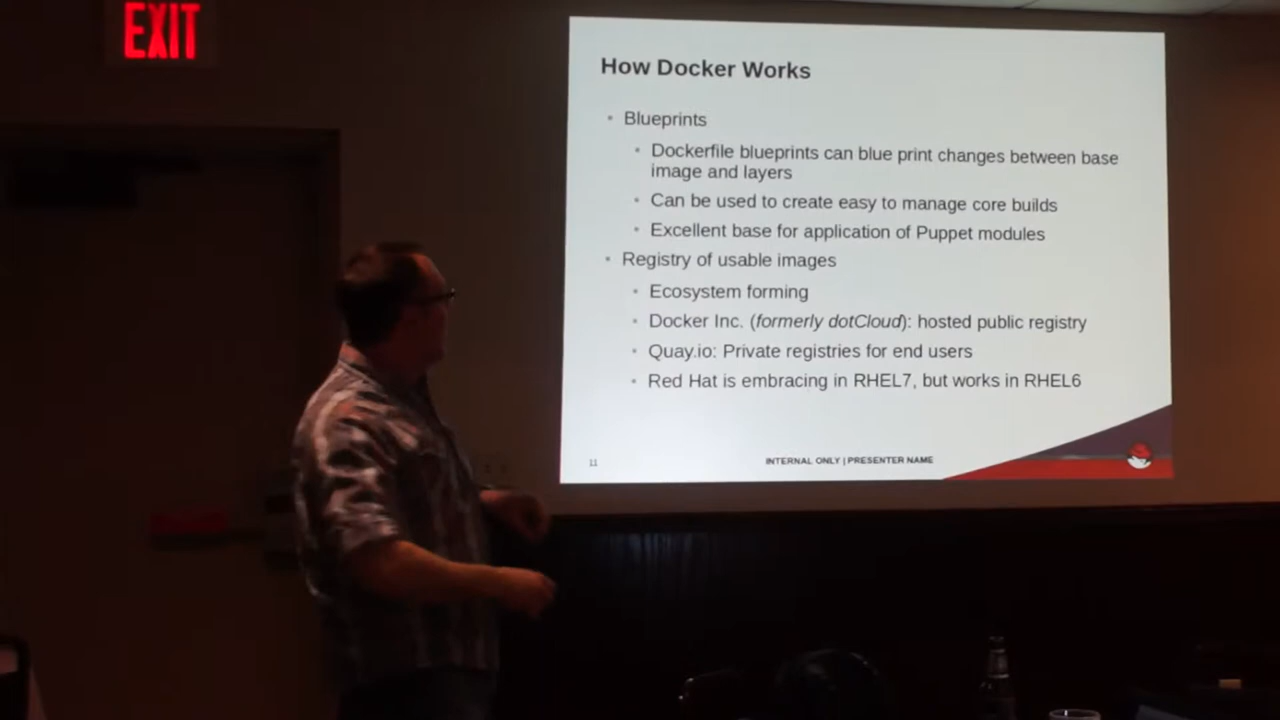 EXIT
How Docker Works
• Blueprints
• Dockerfile blueprints can blue print changes between base
image and layers
• Can be used to create easy to manage core builds
• Excellent base for application of Puppet modules
• Registry of usable images
• Ecosystem forming
• Docker Inc. (formerly dotCloud): hosted public registry
• Quay.io: Private registries for end users
• Red Hat is embracing in RHEL7, but works in RHEL6
11
INTERNAL ONLY | PRESENTER NAME